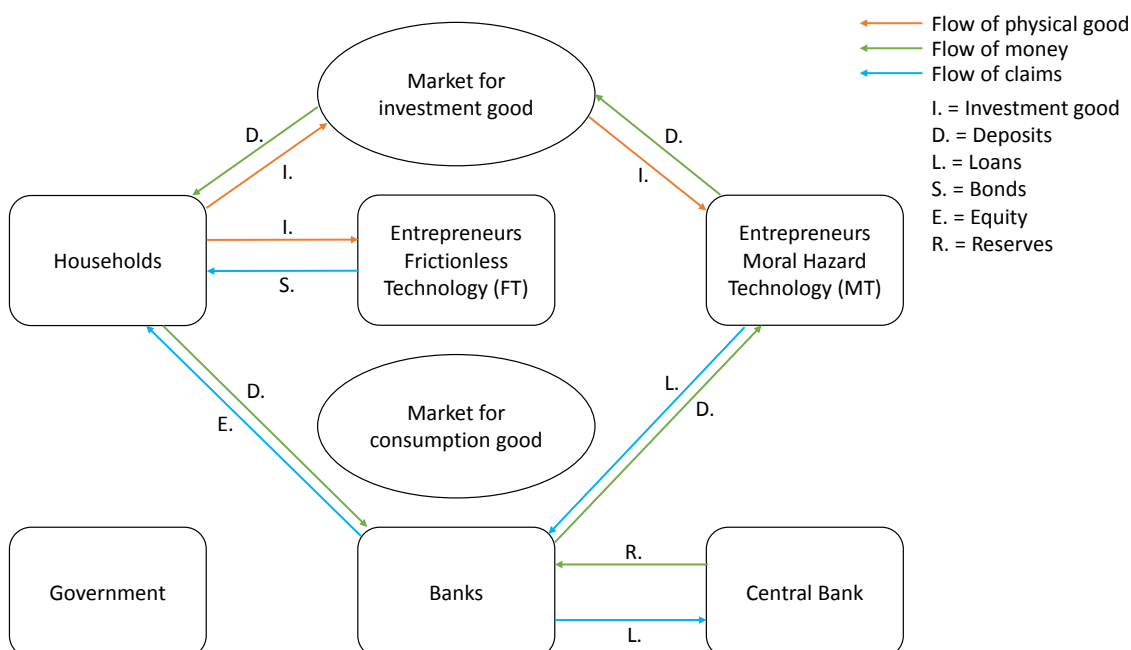 Flow of physical good
Flow of money
Flow of claims
I. = Investment good
D. = Deposits
L. = Loans
S. = Bonds
E. = Equity
R. = Reserves
Market for
investment good
D.
I.
D.
I.
Households
I.
S.
Entrepreneurs
Frictionless
Technology (FT)
Entrepreneurs
Moral Hazard
Technology (MT)
D.
E.
Market for
consumption good
L.
D.
Government
Banks
R.
L.
Central Bank